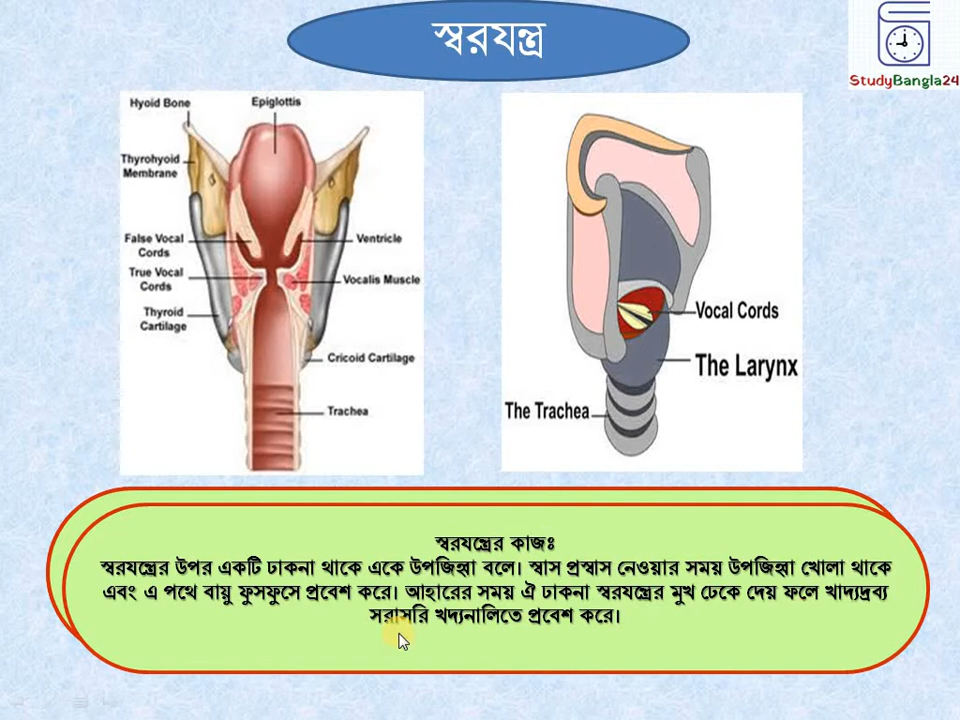 স্বরযন্ত্র
StudyBangla24
Hyoid Bone
Epiglottis
Thyrohyoid
Membrane
False Vocal
Cords
Ventricle
True Vocal
Cords
Vocalis Muscle
Thyroid
Cartilage
Cricoid Cartilage
Trachea
Vocal Cords
The Larynx
The Trachea
স্বরযন্ত্রের কাজঃ
স্বরযন্ত্রের উপর একটি ঢাকনা থাকে একে উপজিহ্বা বলে। শ্বাস প্রশ্বাস নেওয়ার সময় উপজিহ্বা খোলা থাকে
এবং এ পথে বায়ু ফুসফুসে প্রবেশ করে। আহারের সময় ঐ ঢাকনা স্বরযন্ত্রের মুখ ঢেকে দেয় ফলে খাদ্যদ্রব্য
সরাসরি খদ্যনালিতে প্রবেশ করে।